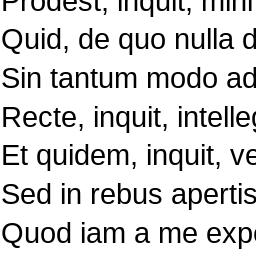 Prodest, inquit, mihi
Quid, de quo nulla d
Sin tantum modo ad
Recte, inquit, intelleg
Et quidem, inquit, ve
Sed in rebus apertis
Quod iam a me expe